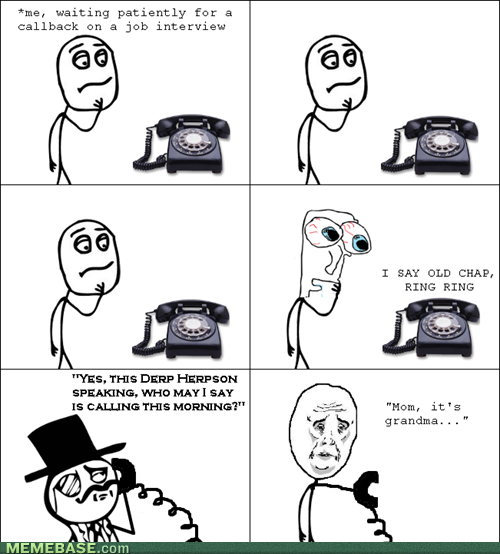 *me, waiting patiently for a
callback on a job interview
I SAY OLD CHAP,
RING RING
"YES, THIS DERP HERPSON
SPEAKING, WHO MAY I SAY
IS CALLING THIS MORNING?"
"Mom, it's
grandma..."
MEMEBASE.com